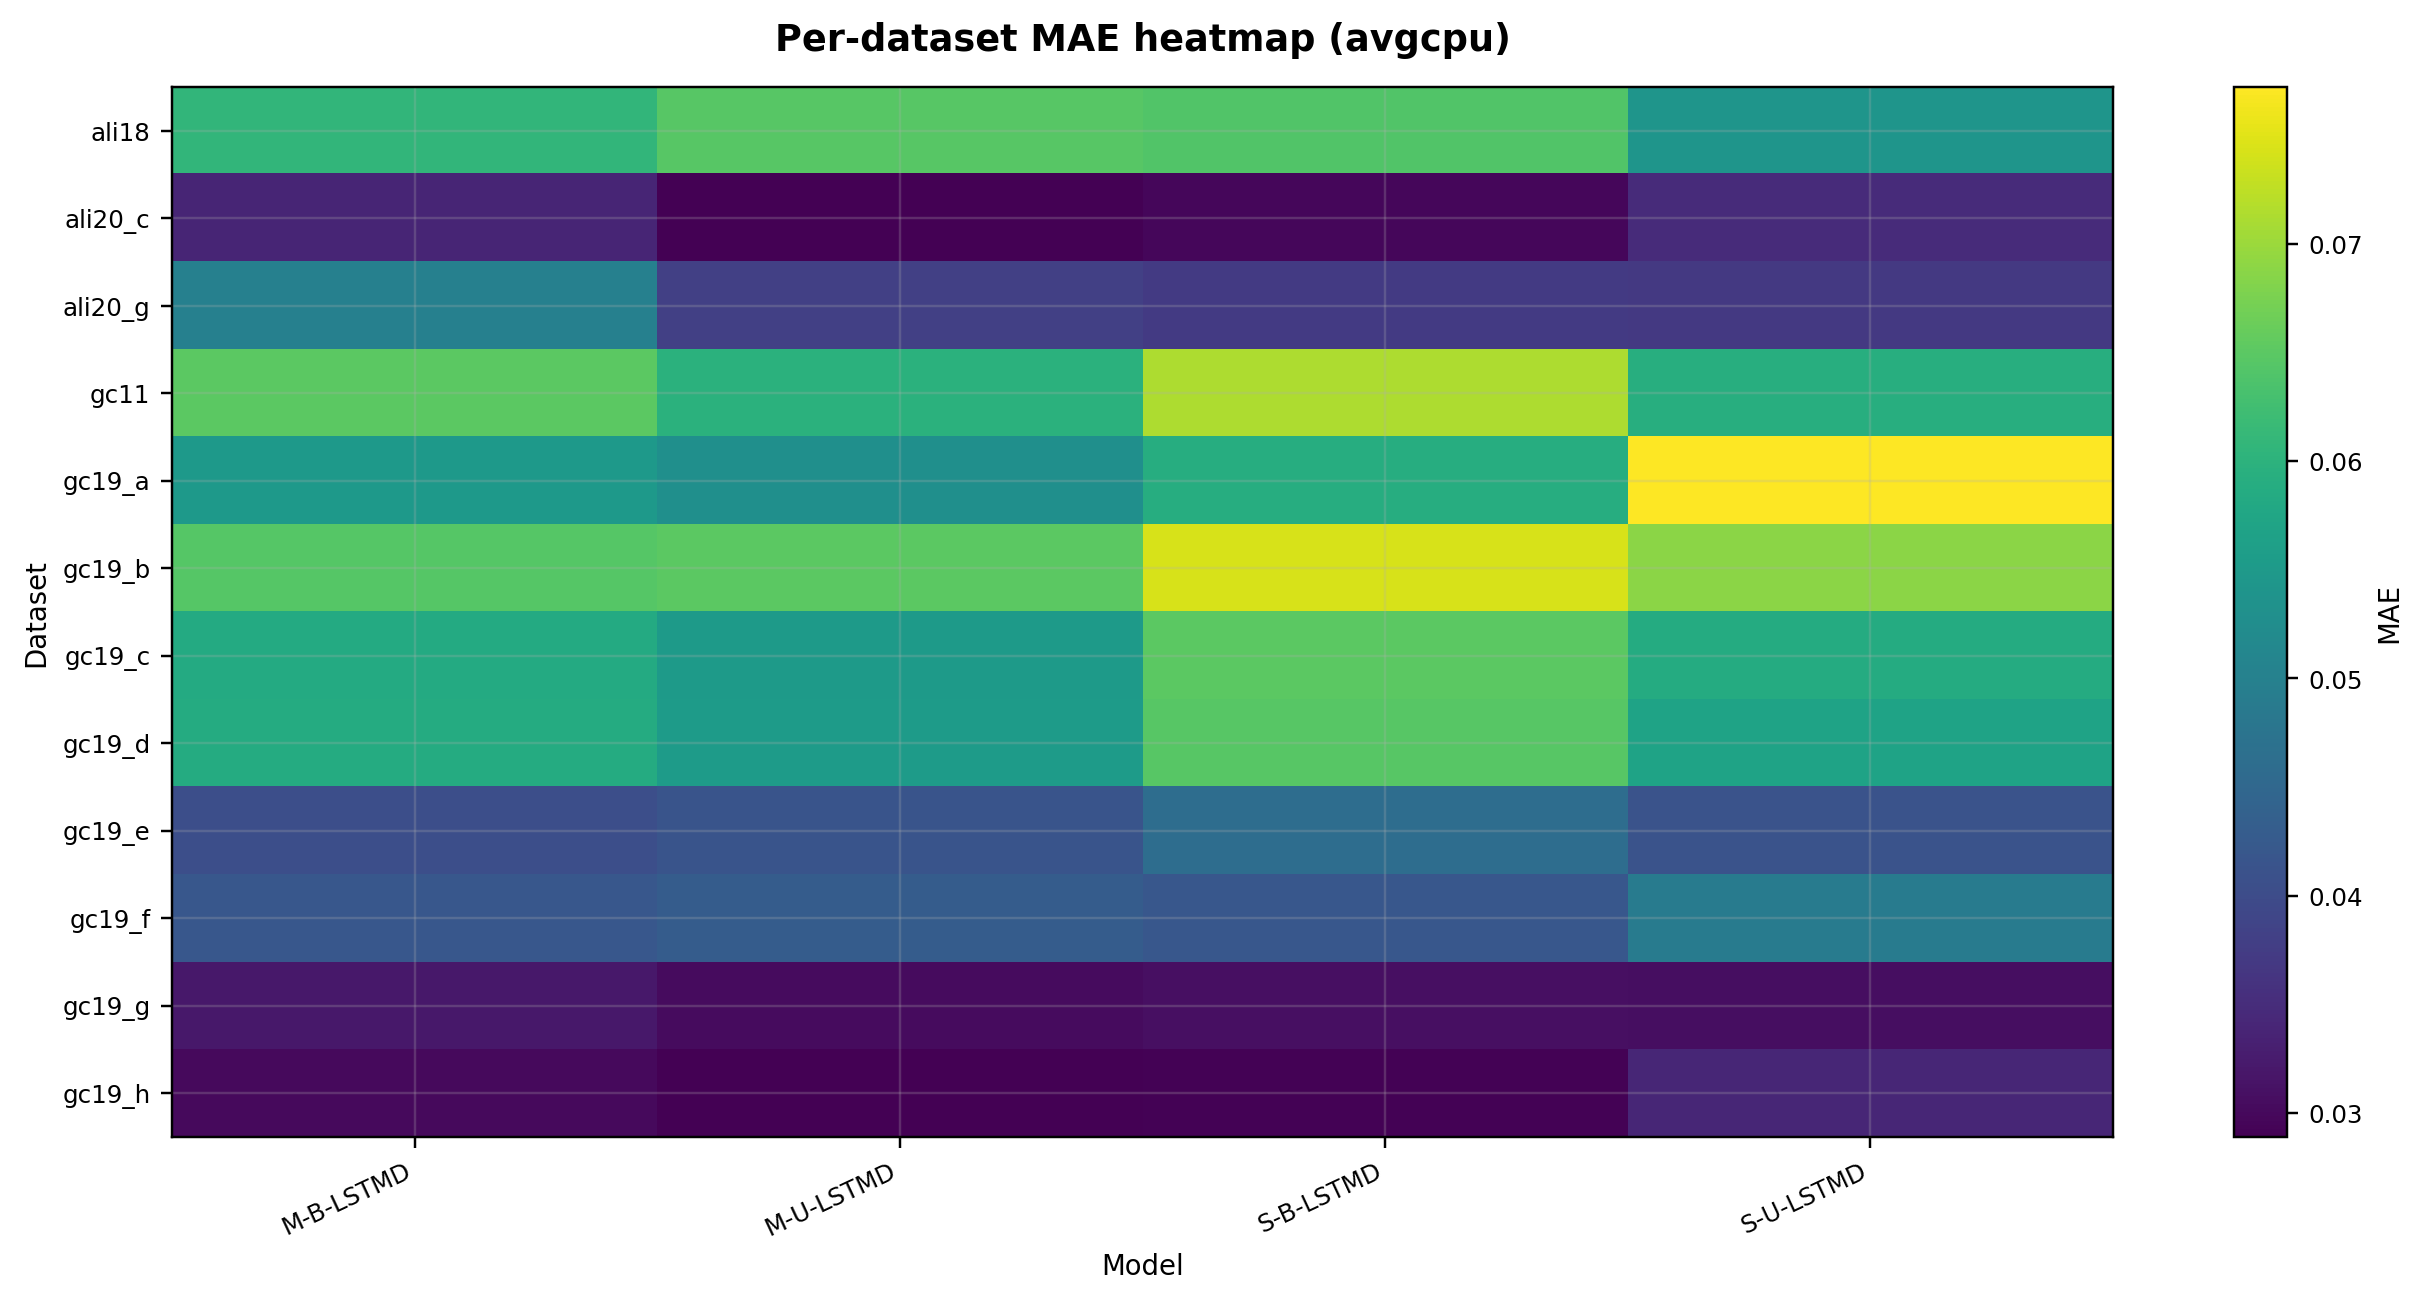 Per-dataset MAE heatmap (avgcpu)
ali18
ali20_c
ali20_g
gc11
gc19_a
gc19_b
gc19_c
gc19_d
gc19_e
gc19_f
gc19_g
gc19_h
Dataset
M-B-LSTMD
M-U-LSTMD
S-B-LSTMD
S-U-LSTMD
Model
0.07
0.06
0.05
0.04
0.03
MAE